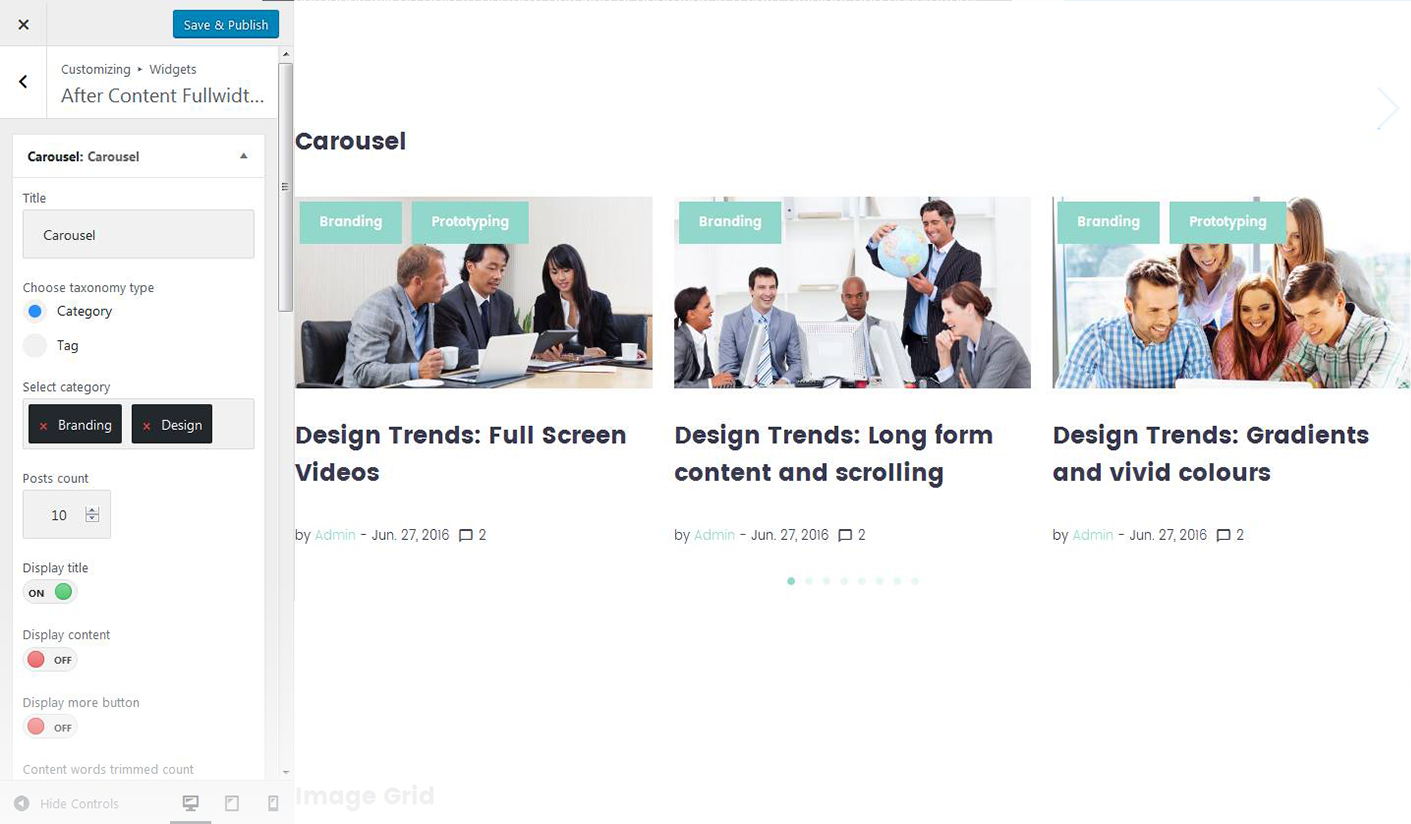 Save & Publish
Customizing ▸ Widgets
After Content Fullwidt...
Carousel: Carousel
Title
Carousel
Choose taxonomy type
Category
Tag
Select category
× Branding × Design
Posts count
10
Display title
ON
Display content
OFF
Display more button
OFF
Content words trimmed count
Hide Controls
Carousel
Branding Prototyping
Design Trends: Full Screen
Videos
by Admin - Jun. 27, 2016 2
Branding
Design Trends: Long form
content and scrolling
by Admin - Jun. 27, 2016 2
Branding Prototyping
Design Trends: Gradients
and vivid colours
by Admin - Jun. 27, 2016 2
Image Grid